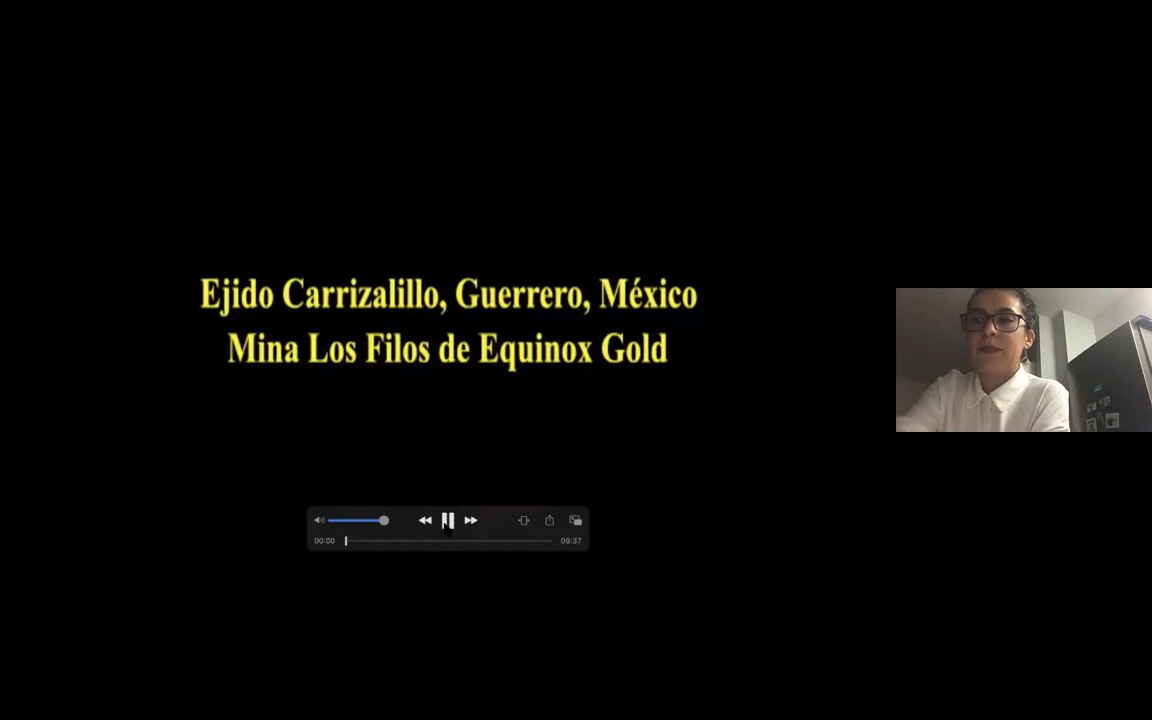 Ejido Carrizalillo, Guerrero, México
Mina Los Filos de Equinox Gold
00:00
09:37